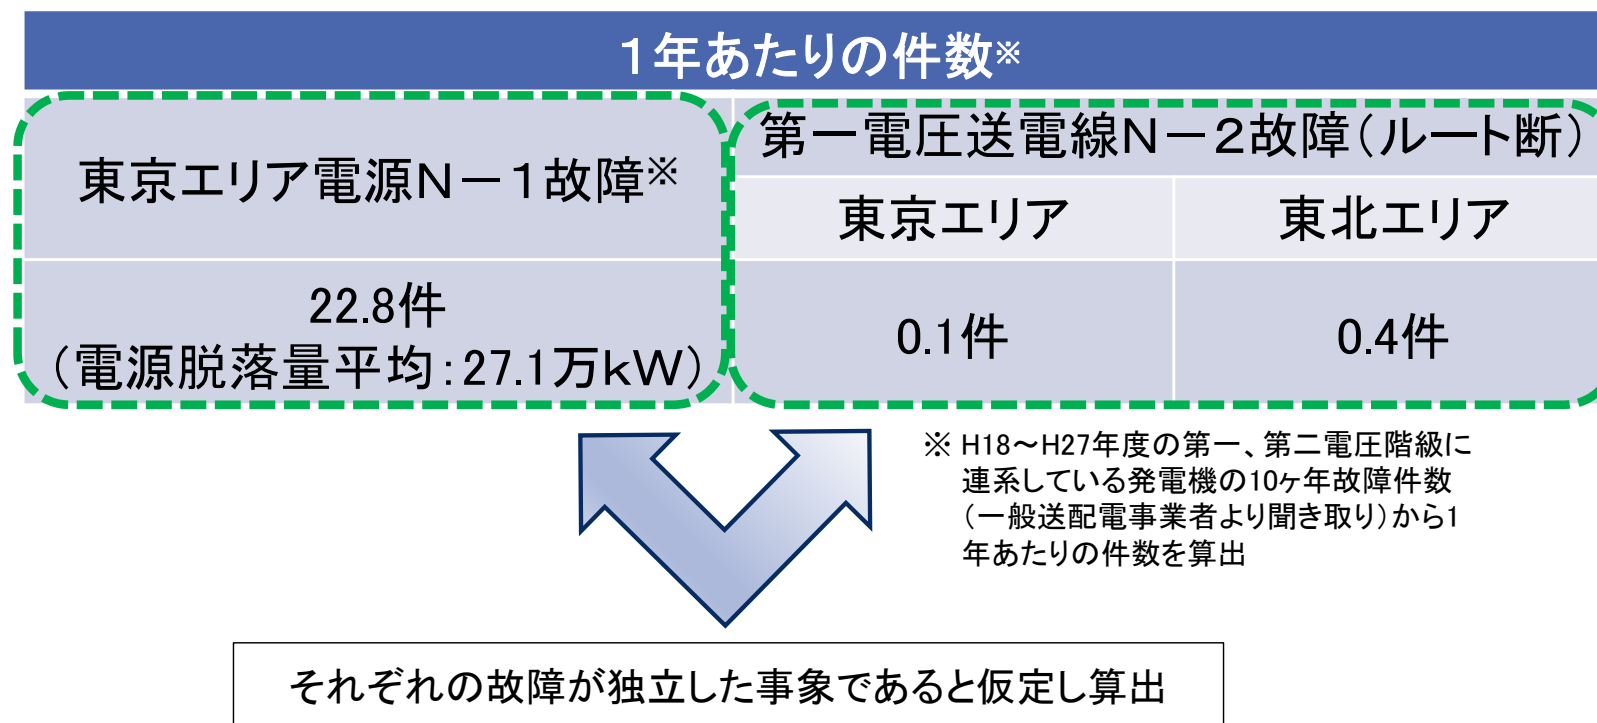 １年あたりの件数※
東京エリア電源Ｎ－１故障※
第一電圧送電線Ｎ－２故障（ルート断）
東京エリア
東北エリア
22.8件
（電源脱落量平均：27.1万ｋＷ）
0.1件
0.4件
※ H18～H27年度の第一、第二電圧階級に
連系している発電機の10ヶ年故障件数
（一般送配電事業者より聞き取り）から1
年あたりの件数を算出
それぞれの故障が独立した事象であると仮定し算出